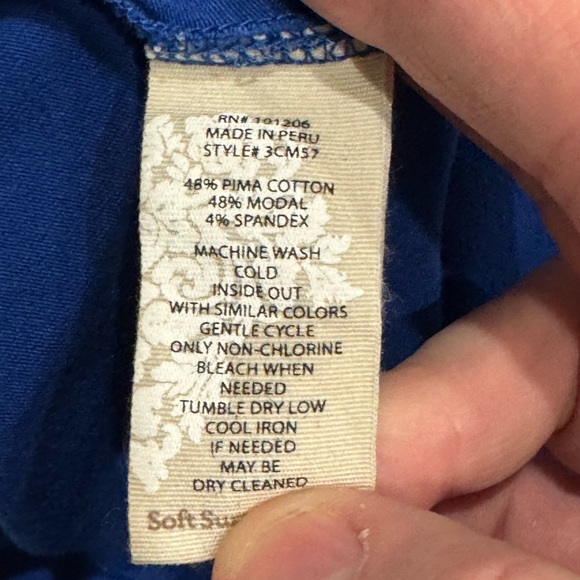 RN# 101206
MADE IN PERU
STYLE# 3CM57
48% PIMA COTTON
48% MODAL
4% SPANDEX
MACHINE WASH
COLD
INSIDE OUT
WITH SIMILAR COLORS
GENTLE CYCLE
ONLY NON-CHLORINE
BLEACH WHEN
NEEDED
TUMBLE DRY LOW
COOL IRON
IF NEEDED
MAY BE
DRY CLEANED
Soft